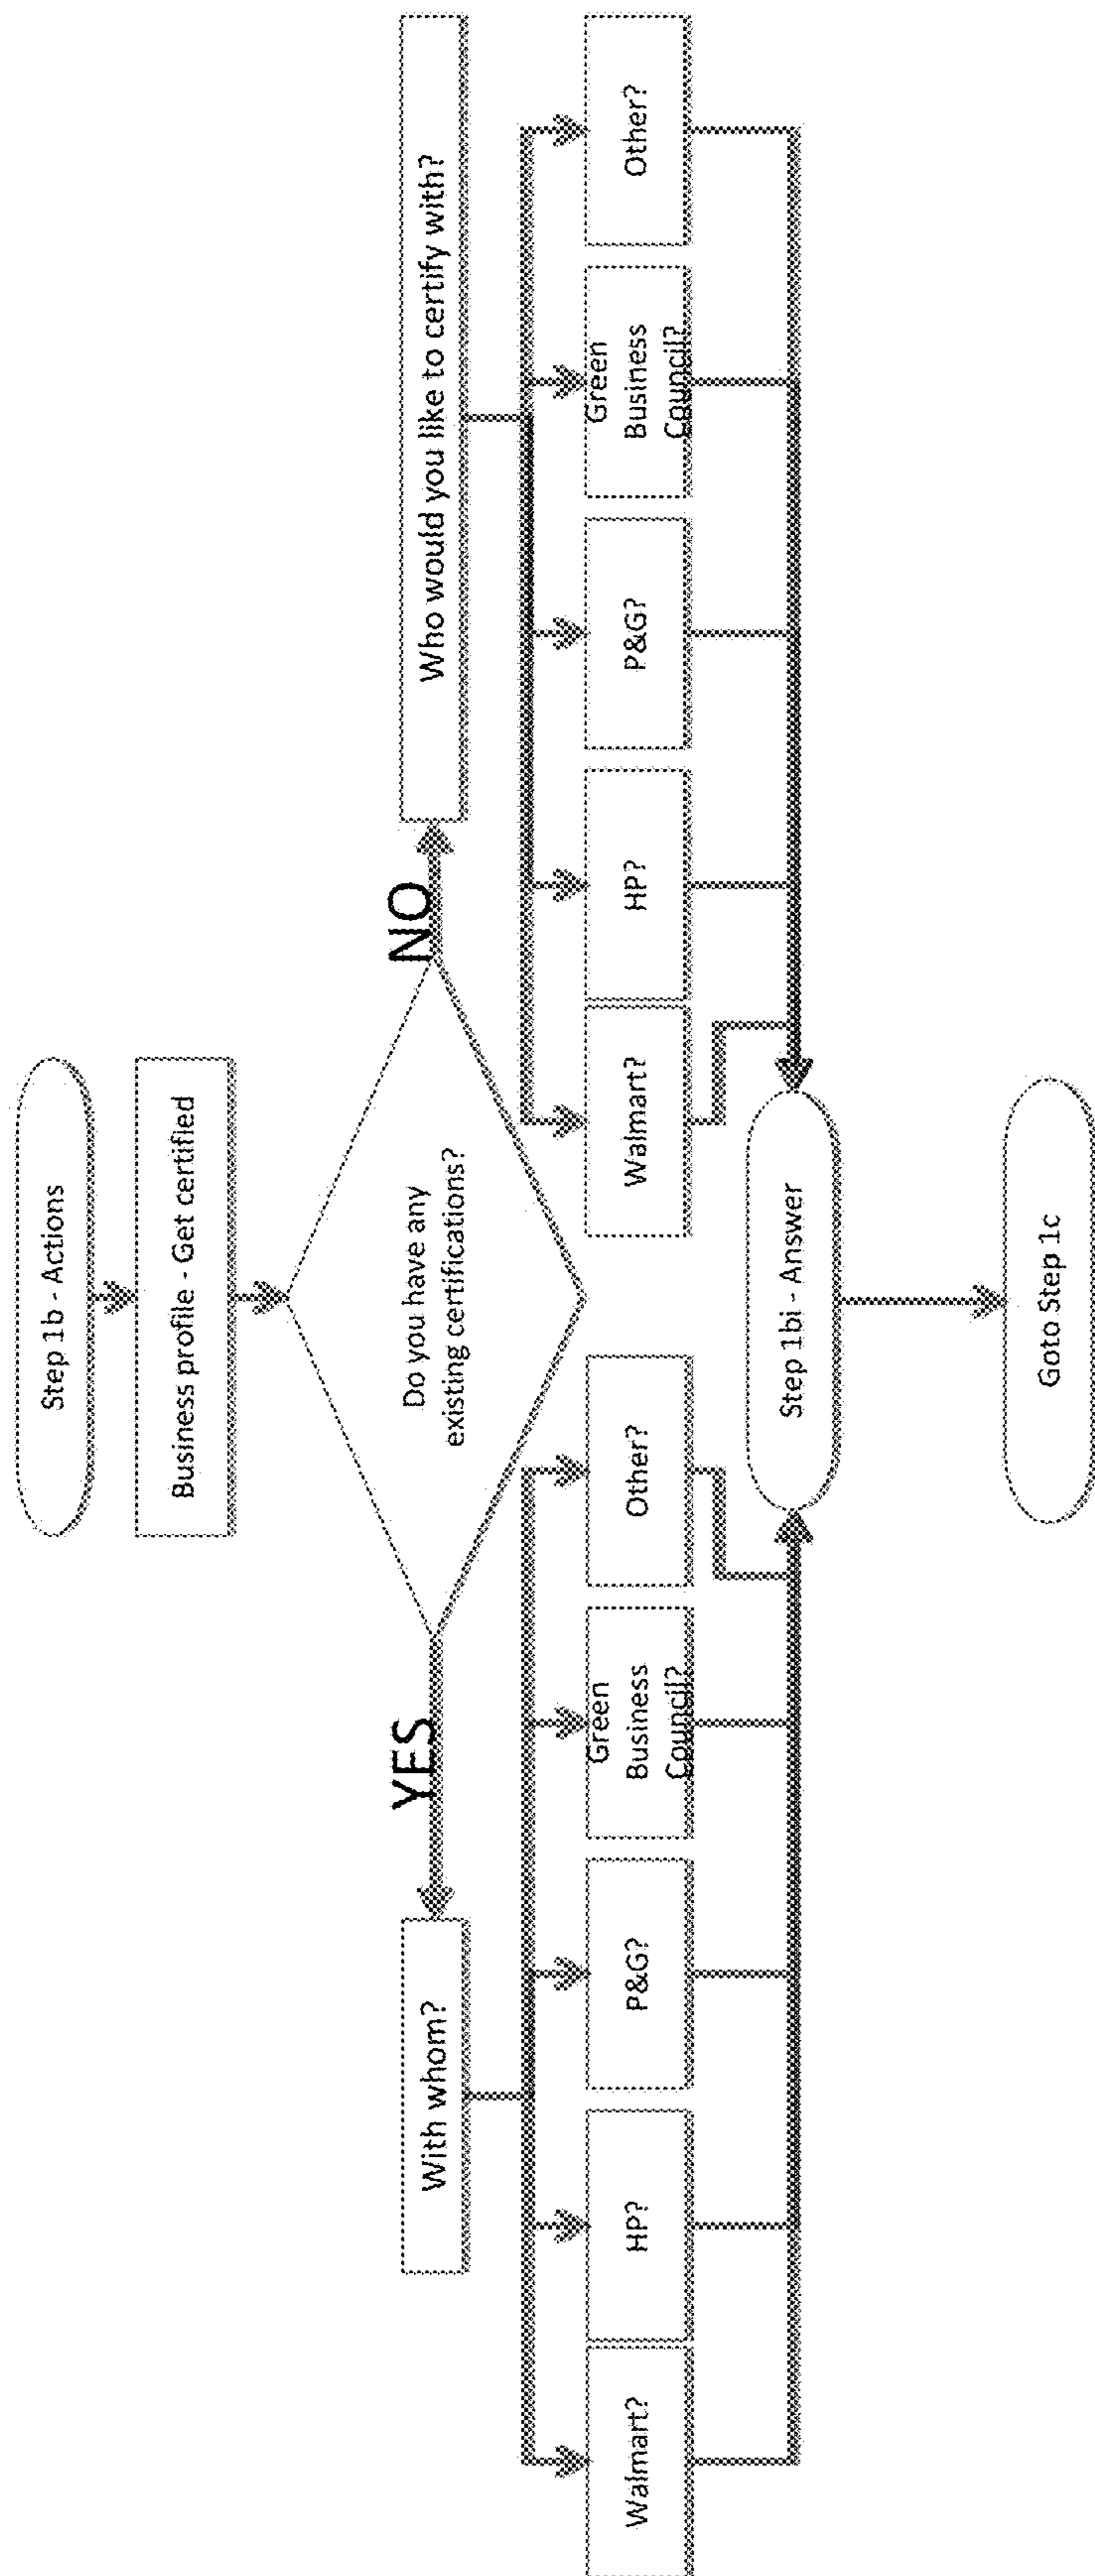 Step 1b - Actions
Business profile - Get certified
Do you have any
existing certifications?
YES
NO
With whom?
Who would you like to certify with?
Walmart?
HP?
P&G?
Green
Business
Council?
Other?
Walmart?
HP?
P&G?
Green
Business
Council?
Other?
Step 1bi - Answer
Goto Step 1c